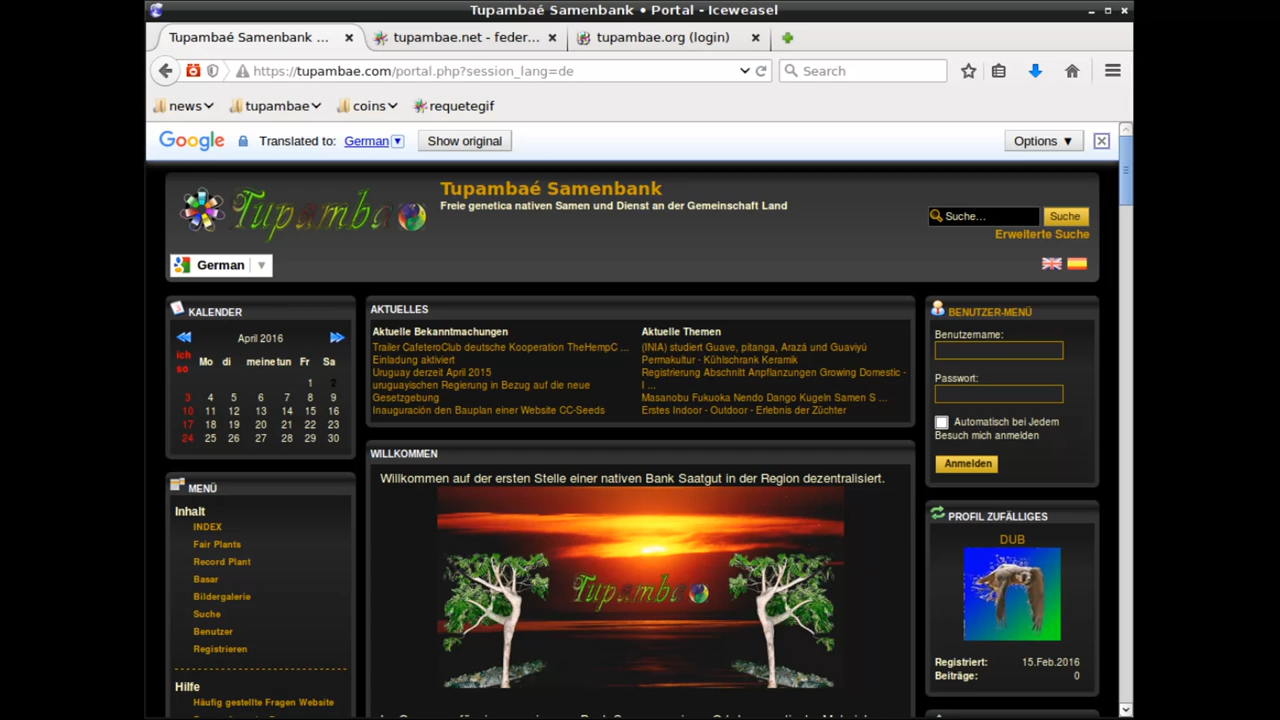 Tupambaé Samenbank • Portal - Iceweasel
Tupambaé Samenbank ...
tupambae.net - feder...
tupambae.org (login)
https://tupambae.com/portal.php?session_lang=de
Search
news
tupambae
coins
requetegif
Google
Translated to: German
Show original
Options ▼
Tupambae
Tupambaé Samenbank
Freie genetica nativen Samen und Dienst an der Gemeinschaft Land
Suche...
Suche
Erweiterte Suche
German
KALENDER
April 2016
ich so Mo di meinetun Fr Sa
1 2
3 4 5 6 7 8 9
10 11 12 13 14 15 16
17 18 19 20 21 22 23
24 25 26 27 28 29 30
MENÜ
Inhalt
INDEX
Fair Plants
Record Plant
Basar
Bildergalerie
Suche
Benutzer
Registrieren
Hilfe
Häufig gestellte Fragen Website
AKTUELLES
Aktuelle Bekanntmachungen
Trailer CafeteroClub deutsche Kooperation TheHempC ...
Einladung aktiviert
Uruguay derzeit April 2015
uruguayischen Regierung in Bezug auf die neue
Gesetzgebung
Inauguración den Bauplan einer Website CC-Seeds
Aktuelle Themen
(INIA) studiert Guave, pitanga, Arazá und Guaviyú
Permakultur - Kühlschrank Keramik
Registrierung Abschnitt Anpflanzungen Growing Domestic -
I ...
Masanobu Fukuoka Nendo Dango Kugeln Samen S ...
Erstes Indoor - Outdoor - Erlebnis der Züchter
WILLKOMMEN
Willkommen auf der ersten Stelle einer nativen Bank Saatgut in der Region dezentralisiert.
Tupambae
BENUTZER-MENÜ
Benutzername:
Passwort:
Automatisch bei Jedem
Besuch mich anmelden
Anmelden
PROFIL ZUFÄLLIGES
DUB
Registriert: 15.Feb.2016
Beiträge: 0